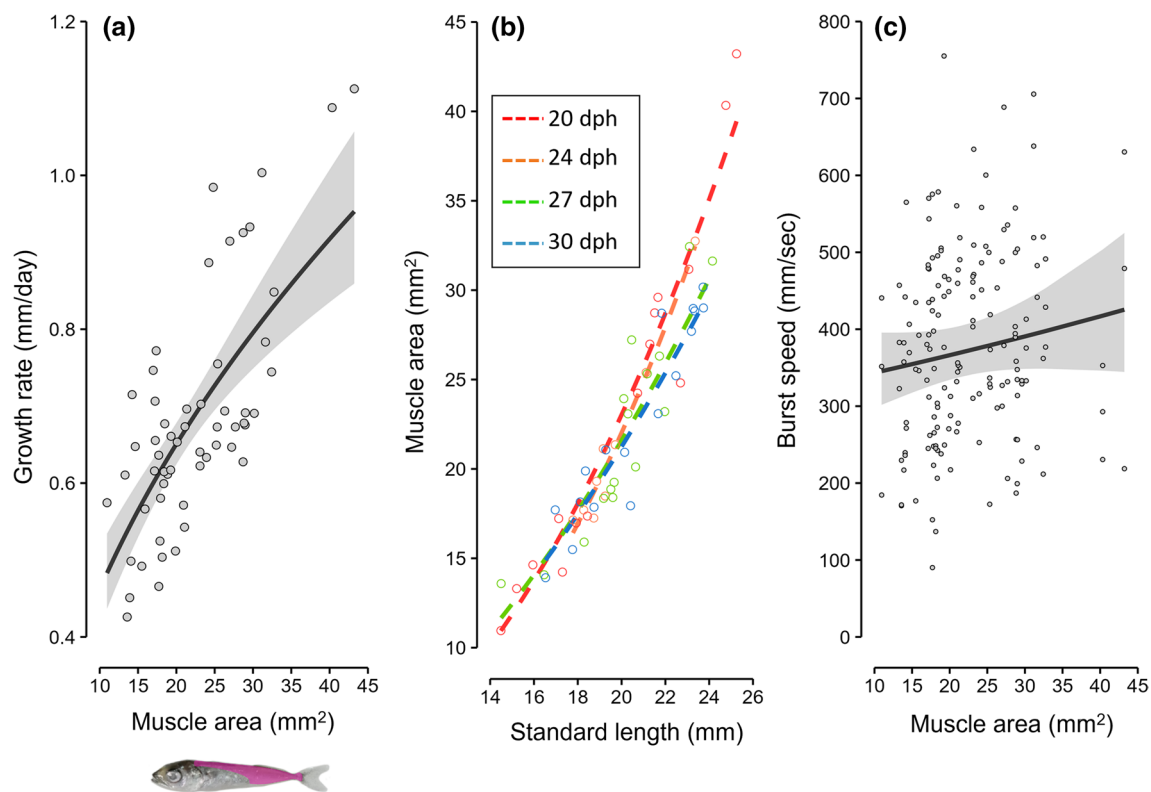 (a)
1.2
1.0
0.8
0.6
0.4
Growth rate (mm/day)
10 15 20 25 30 35 40 45
Muscle area (mm²)
(b)
45
40
35
30
25
20
15
10
Muscle area (mm²)
20 dph
24 dph
27 dph
30 dph
14 16 18 20 22 24 26
Standard length (mm)
(c)
800
700
600
500
400
300
200
100
0
Burst speed (mm/sec)
10 15 20 25 30 35 40 45
Muscle area (mm²)